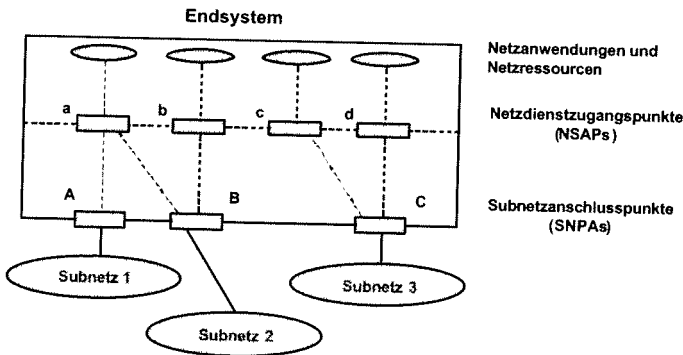 Endsystem
Netzanwendungen und
Netzressourcen
a
b
c
d
Netzdienstzugangspunkte
(NSAPs)
A
B
C
Subnetzanschlusspunkte
(SNPAs)
Subnetz 1
Subnetz 2
Subnetz 3